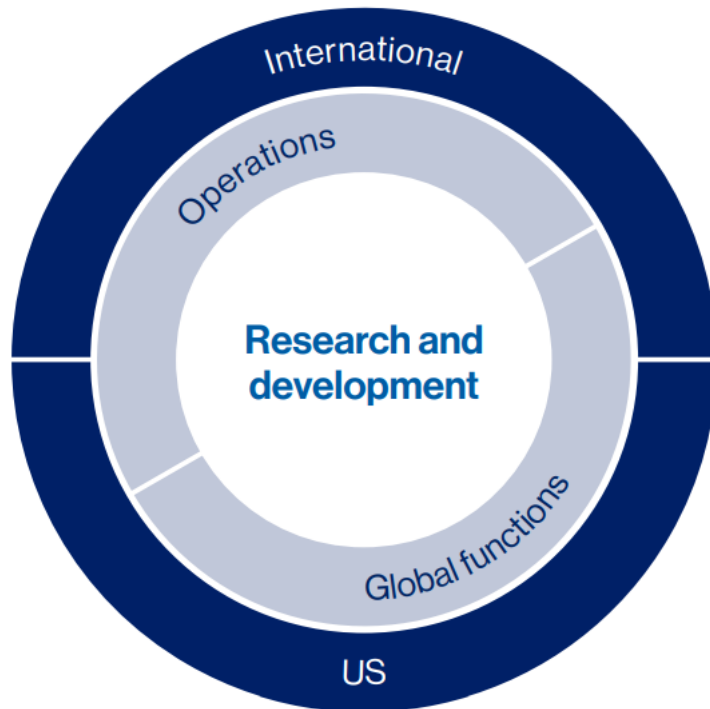 International
Operations
Research and
development
Global functions
US